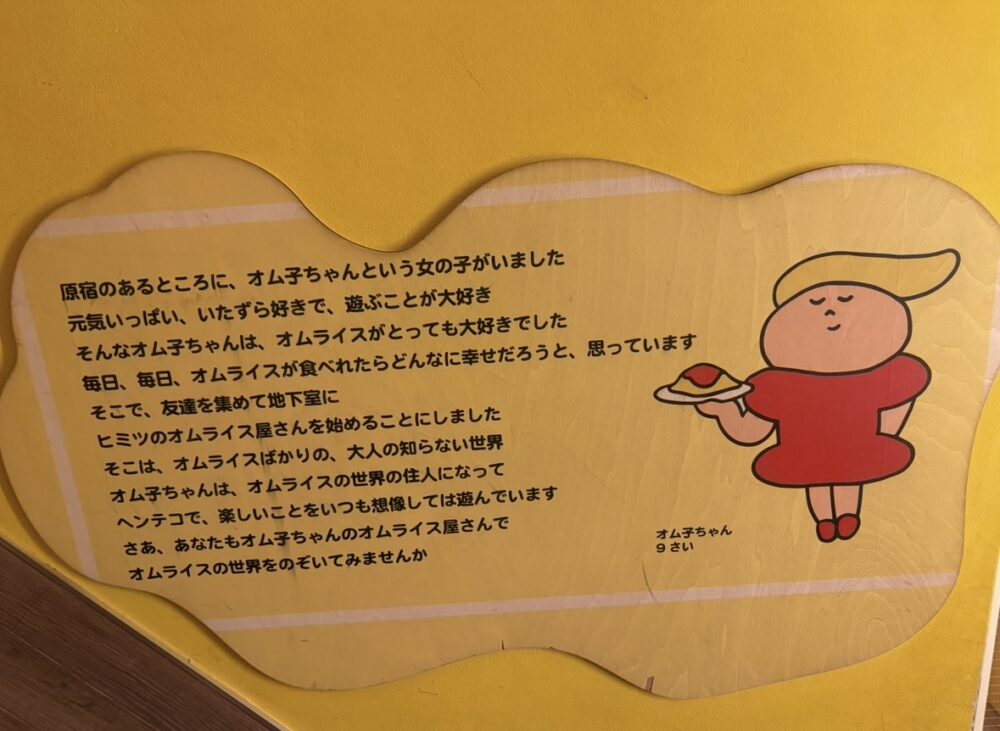 原宿のあるところに、オム子ちゃんという女の子がいました
元気いっぱい、いたずら好きで、遊ぶことが大好き
そんなオム子ちゃんは、オムライスがとっても大好きでした
毎日、毎日、オムライスが食べれたらどんなに幸せだろうと、思っています
そこで、友達を集めて地下室に
ヒミツのオムライス屋さんを始めることにしました
そこは、オムライスばかりの、大人の知らない世界
オム子ちゃんは、オムライスの世界の住人になって
ヘンテコで、楽しいことをいつも想像しては遊んでいます
さあ、あなたもオム子ちゃんのオムライス屋さんで
オムライスの世界をのぞいてみませんか
オム子ちゃん
9さい